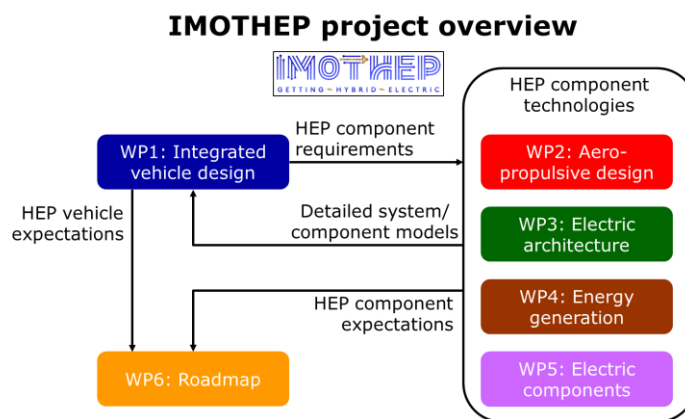 IMOTHEP project overview
IMOTHEP
GETTING HYBRID ELECTRIC
HEP component
technologies
HEP component
requirements
WP1: Integrated
vehicle design
WP2: Aero-
propulsive design
HEP vehicle
expectations
Detailed system/
component models
WP3: Electric
architecture
HEP component
expectations
WP4: Energy
generation
WP6: Roadmap
WP5: Electric
components